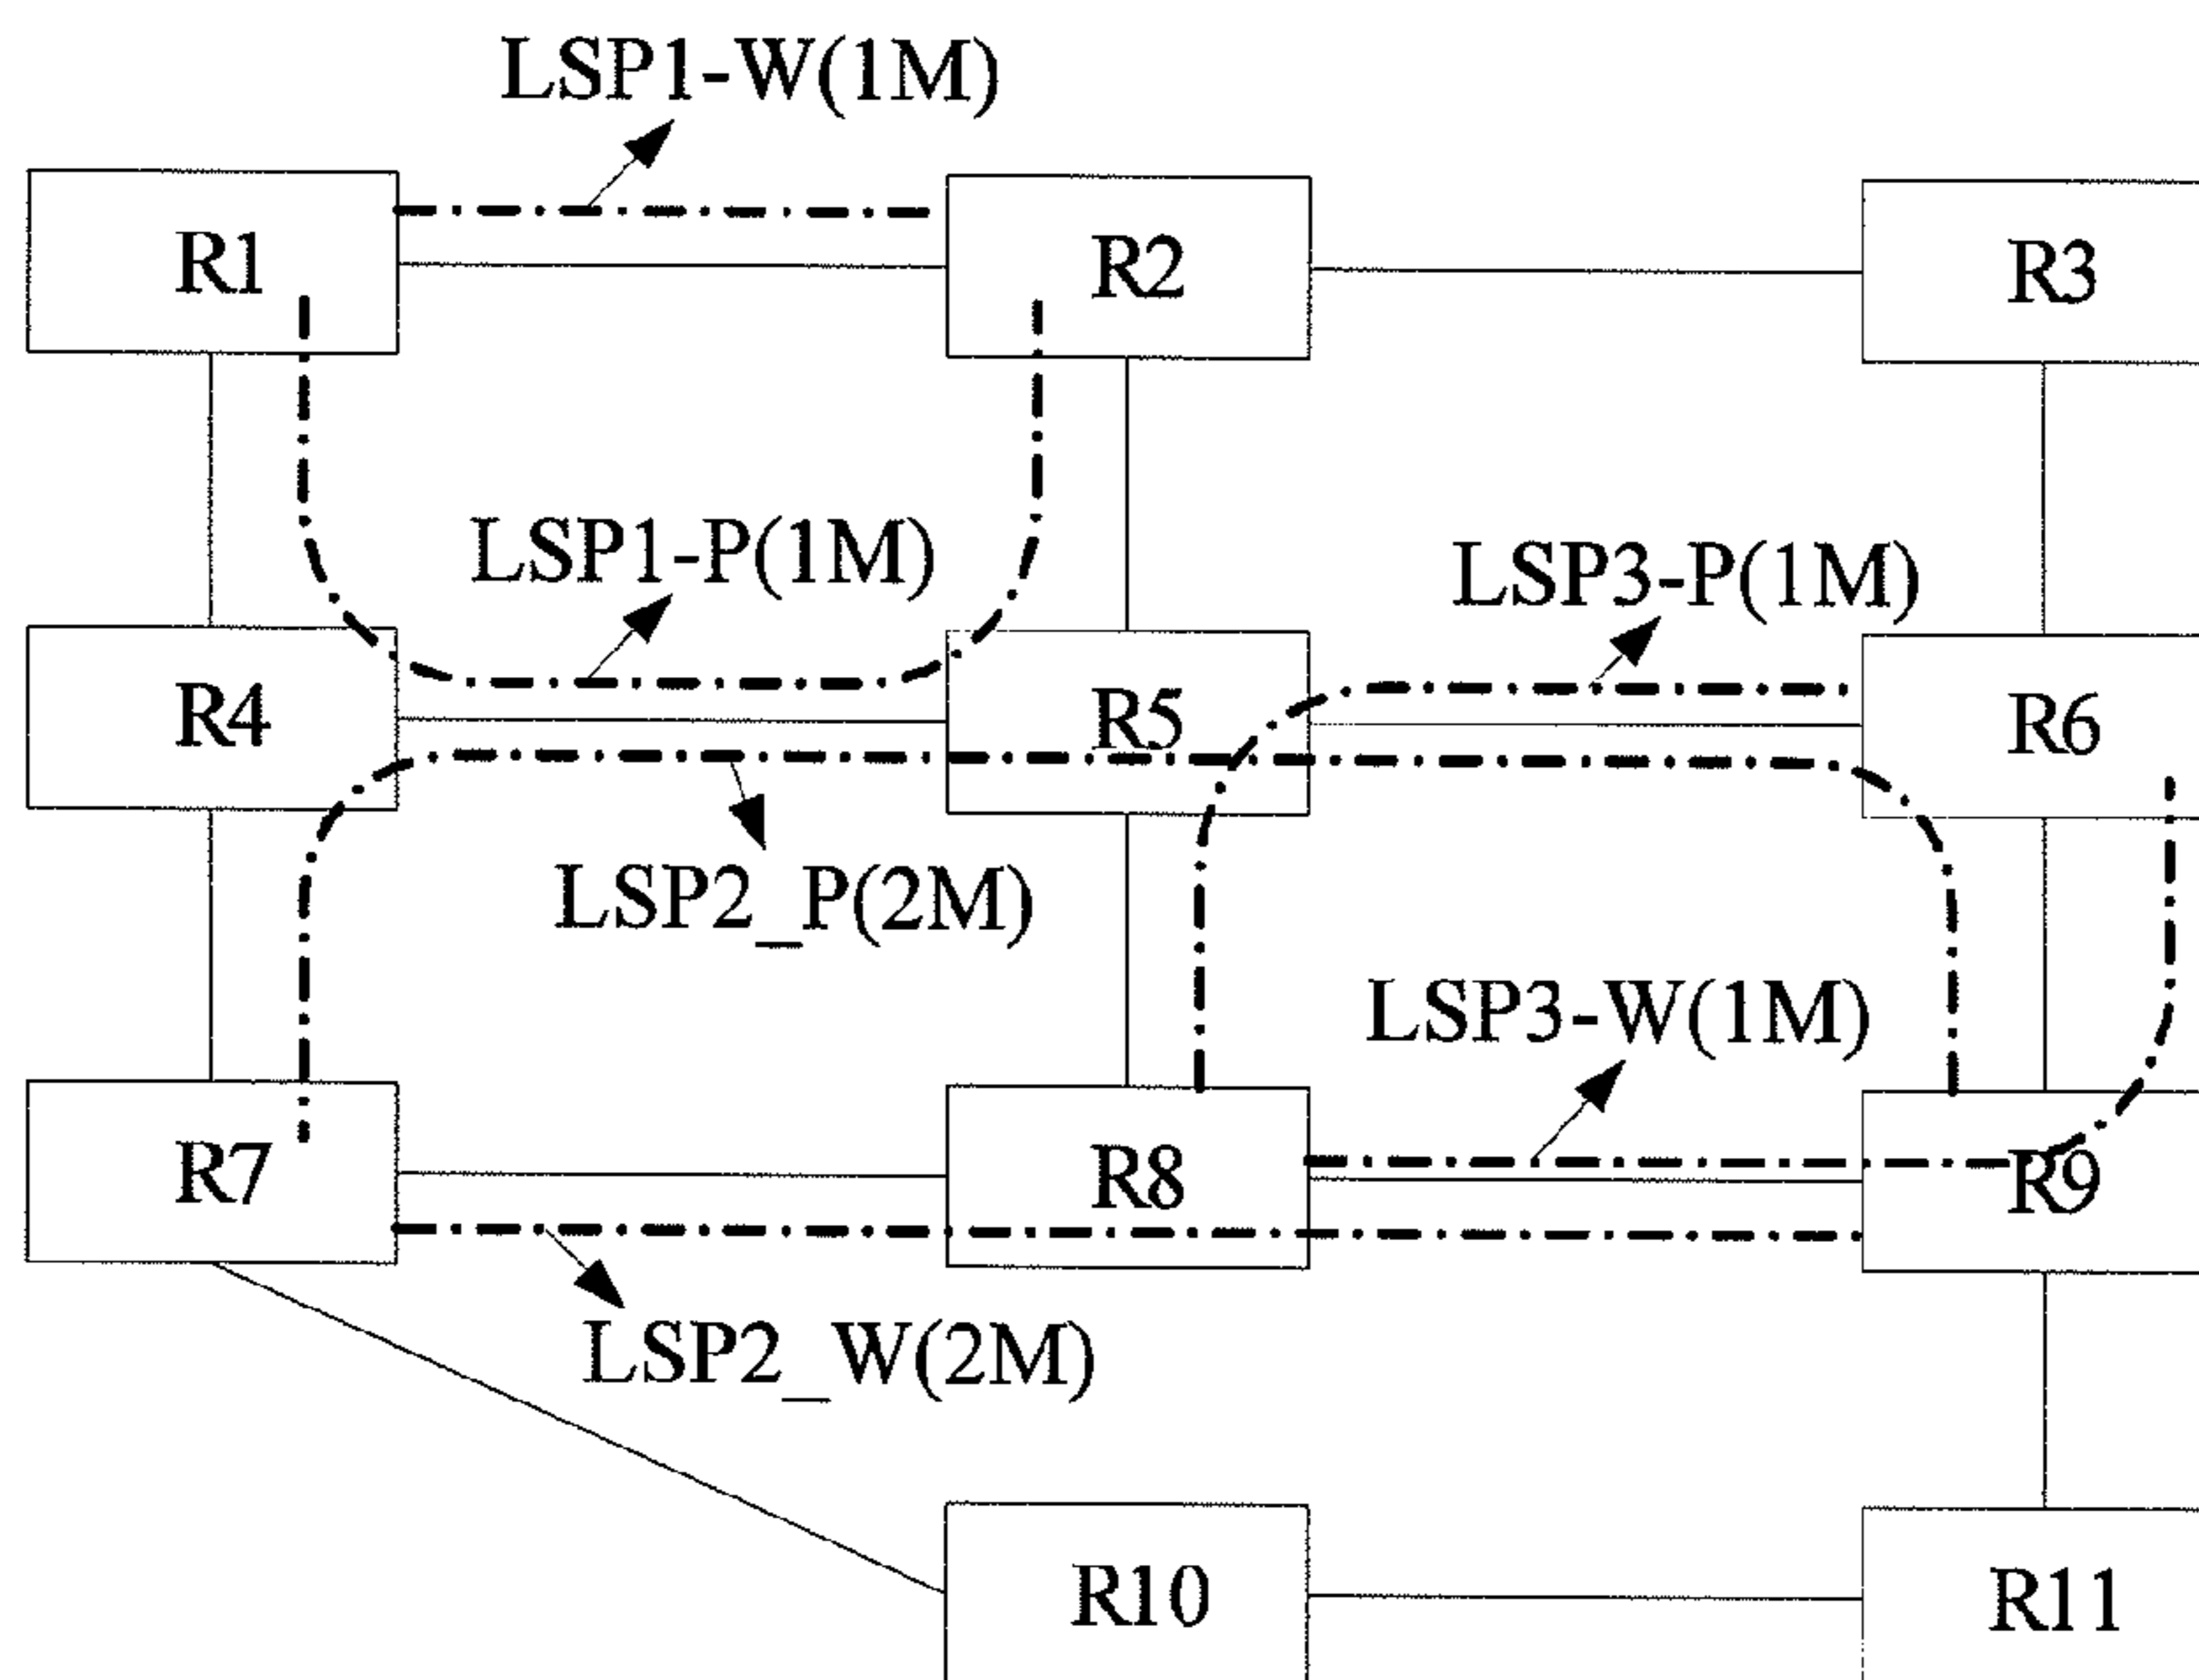 LSP1-W(1M)
R1
R2
R3
LSP1-P(1M)
LSP3-P(1M)
R4
R5
R6
LSP2_P(2M)
LSP3-W(1M)
R7
R8
R9
LSP2_W(2M)
R10
R11